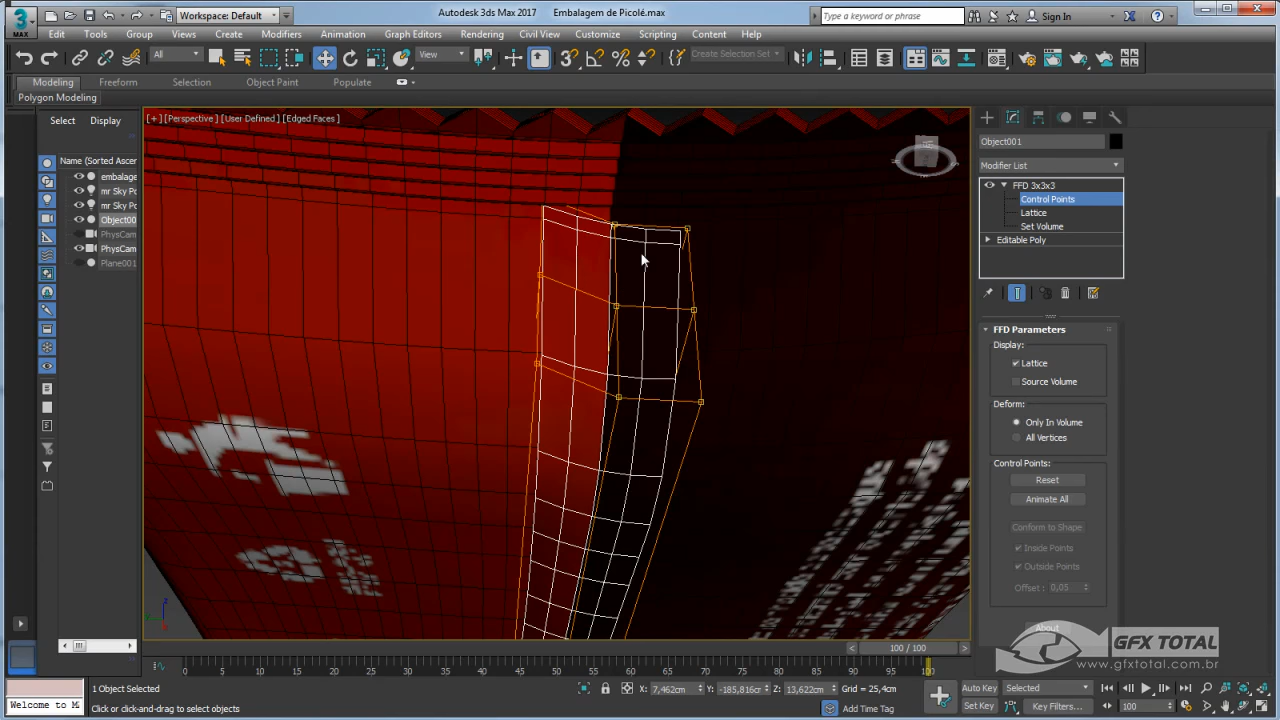 3
MAX
Workspace: Default
Autodesk 3ds Max 2017 Embalagem de Picolé.max
Type a keyword or phrase
Sign In
Edit Tools Group Views Create Modifiers Animation Graph Editors Rendering Civil View Customize Scripting Content Help
All
View
Create Selection Set
Modeling Freeform Selection Object Paint Populate
Polygon Modeling
Select Display
Name (Sorted Ascen
embalage
mr Sky Po
mr Sky Po
Object00
PhysCam
PhysCam
Plane001
[+] [Perspective] [User Defined] [Edged Faces]
Object001
Modifier List
FFD 3x3x3
Control Points
Lattice
Set Volume
Editable Poly
FFD Parameters
Display:
Lattice
Source Volume
Deform:
Only In Volume
All Vertices
Control Points:
Reset
Animate All
Conform to Shape
Inside Points
Outside Points
Offset : 0,05
About
GFX TOTAL
www.gfxtotal.com.br
100 / 100
0 5 10 15 20 25 30 35 40 45 50 55 60 65 70 75 80 85 90 95 100
1 Object Selected
X: 7,462cm Y: -185,816cm Z: 13,622cm Grid = 25,4cm
Auto Key Selected
Welcome to M
Click or click-and-drag to select objects
Add Time Tag
Set Key Key Filters... 100